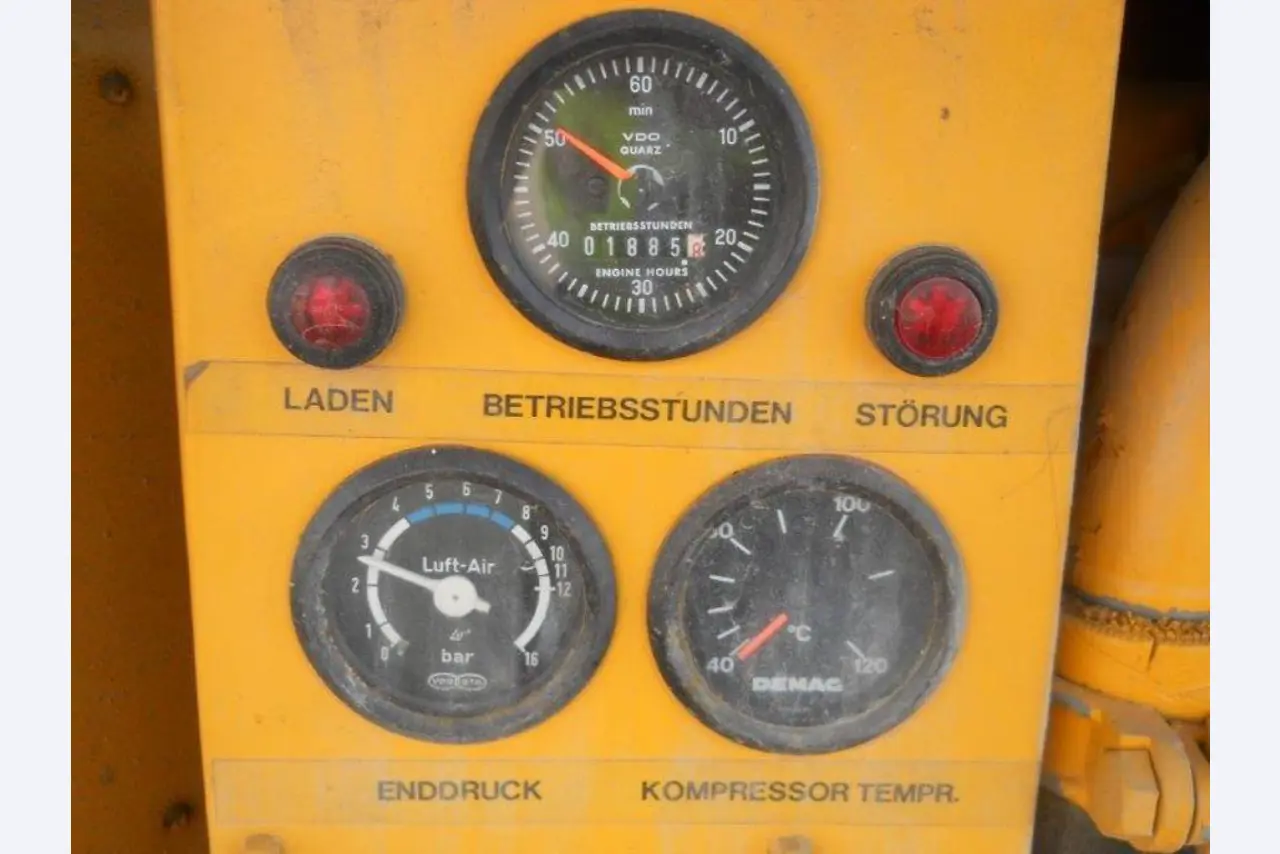 60
min
50
10
VDO
QUARZ
BETRIEBSSTUNDEN
40
018858
20
ENGINE HOURS
30
LADEN
BETRIEBSSTUNDEN
STÖRUNG
0 1 2 3 4 5 6 7 8 9 10 11 12 16
Luft-Air
bar
40
100
120
°C
DEMAG
ENDDRUCK
KOMPRESSOR TEMPR.